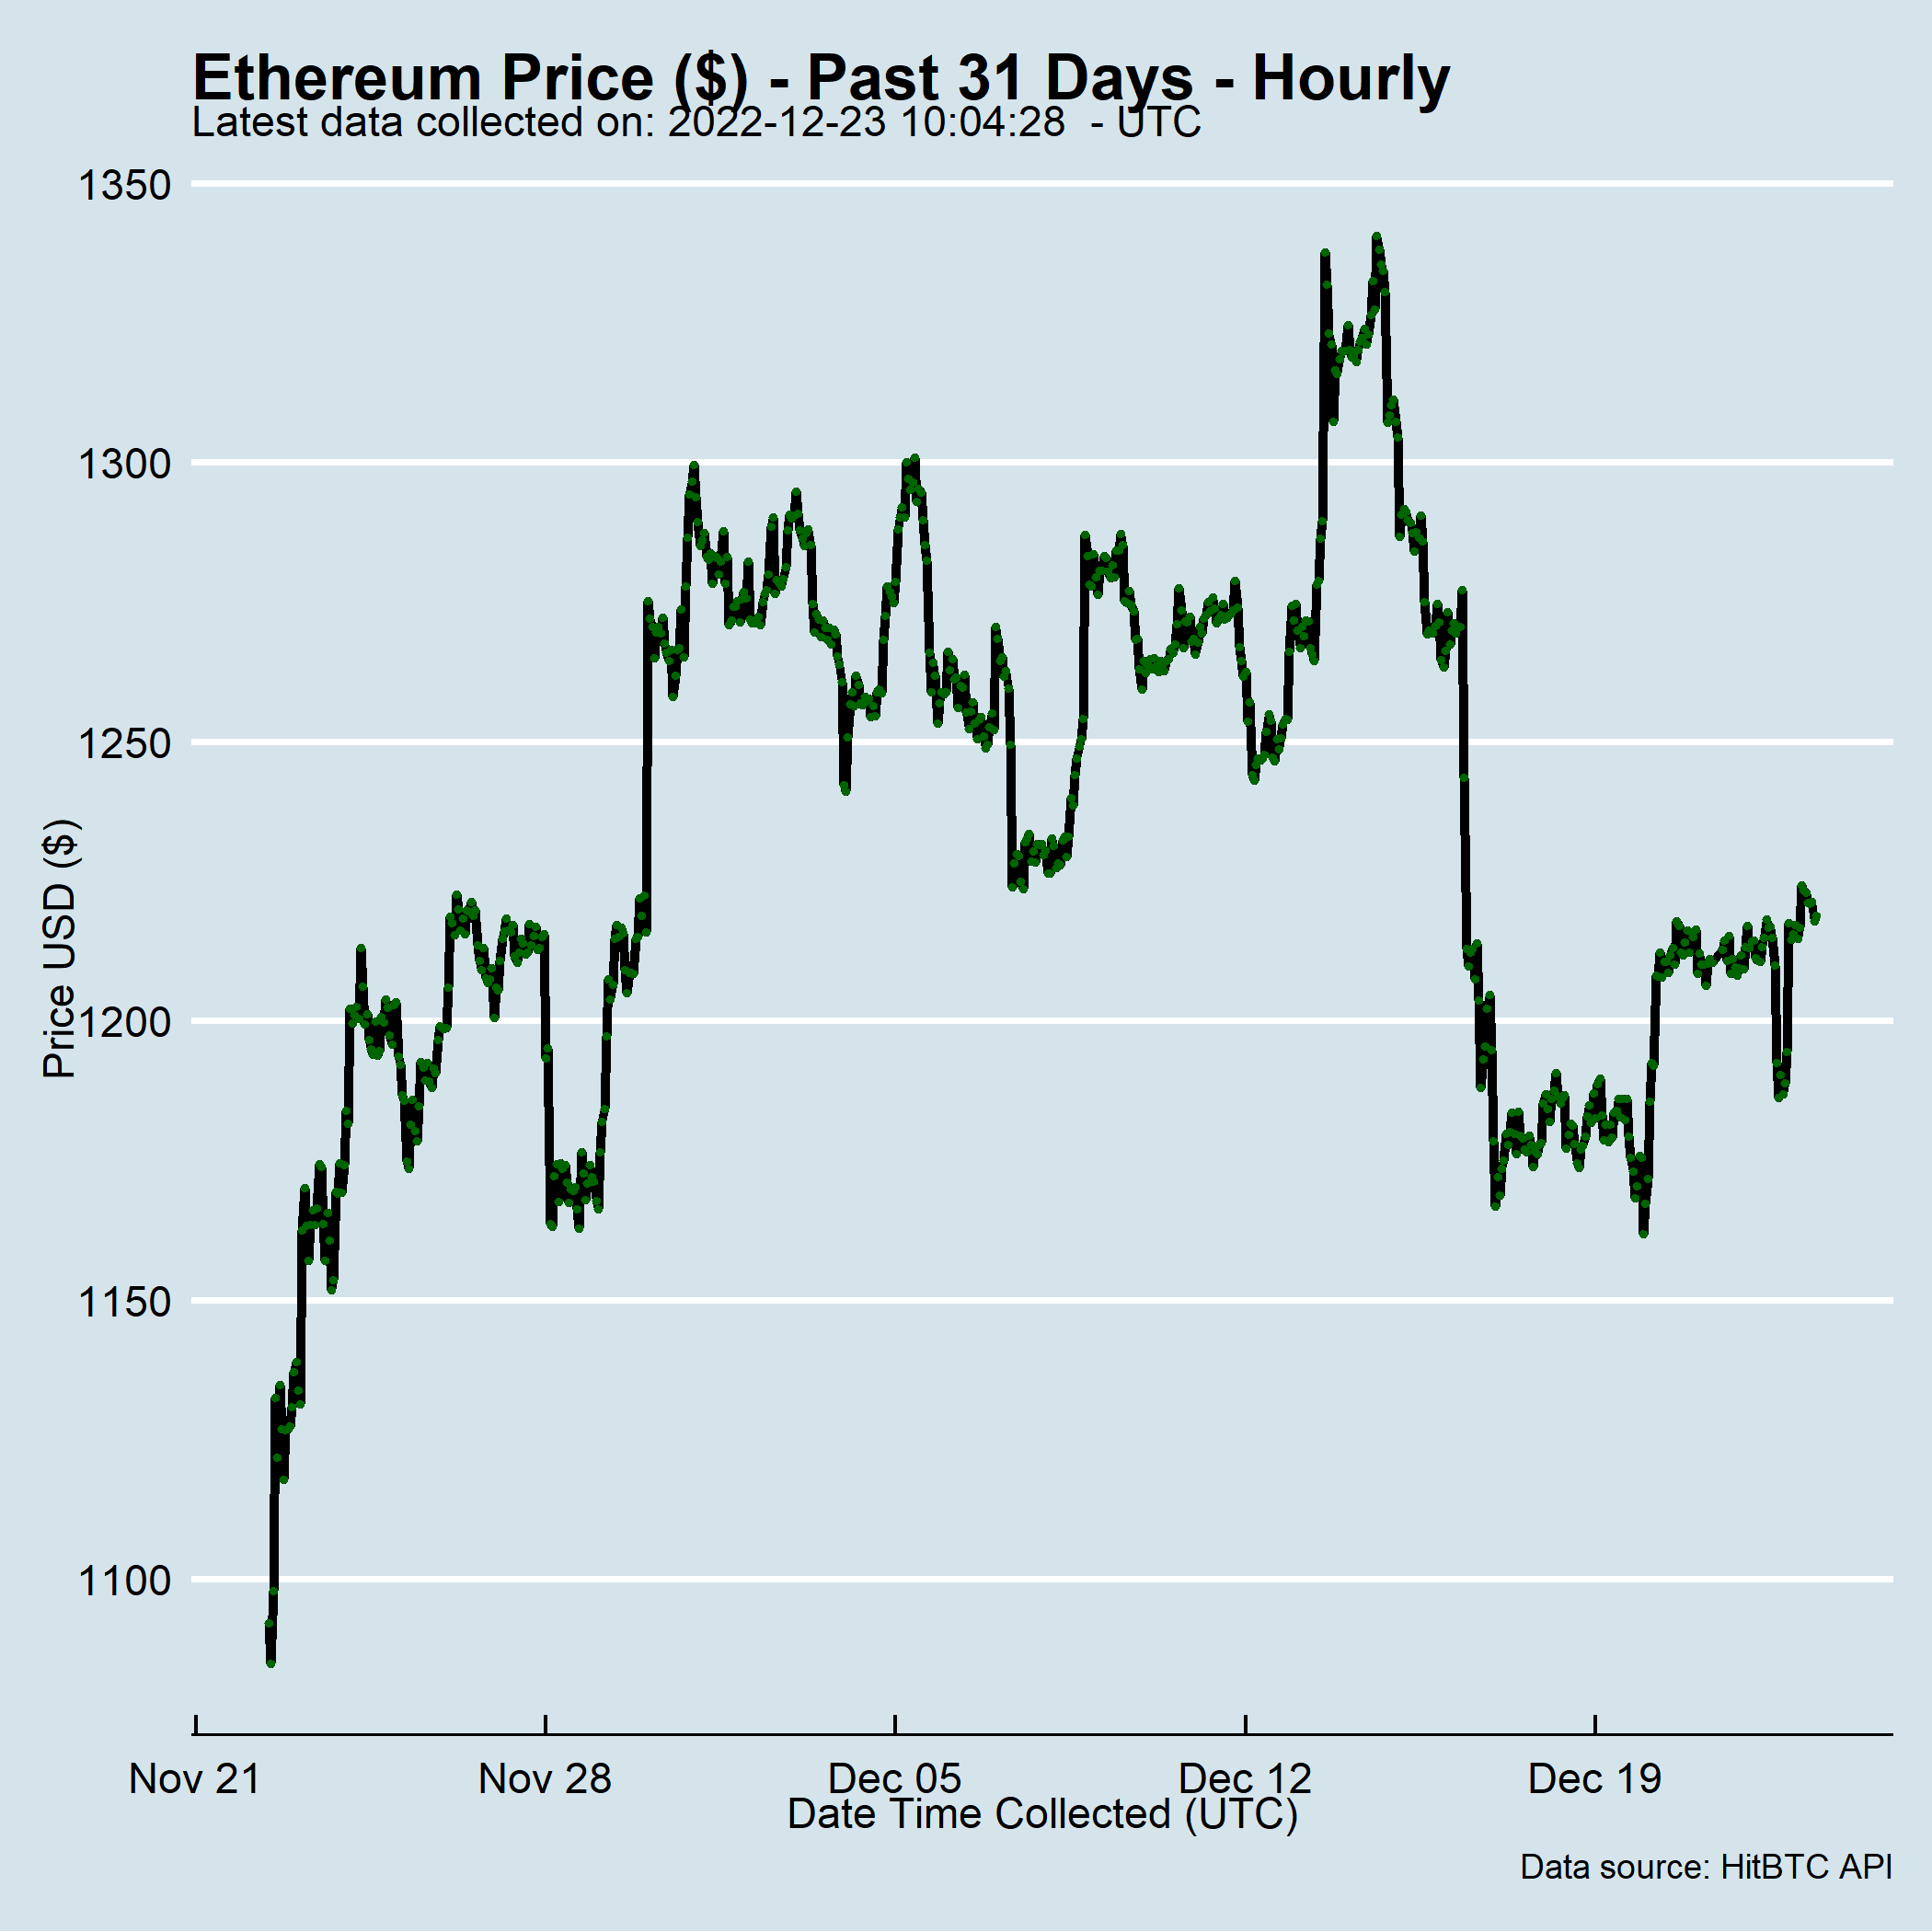 Ethereum Price ($) - Past 31 Days - Hourly
Latest data collected on: 2022-12-23 10:04:28  - UTC
1350
1300
1250
1200
1150
1100
Price USD ($)
Nov 21
Nov 28
Dec 05
Dec 12
Dec 19
Date Time Collected (UTC)
Data source: HitBTC API